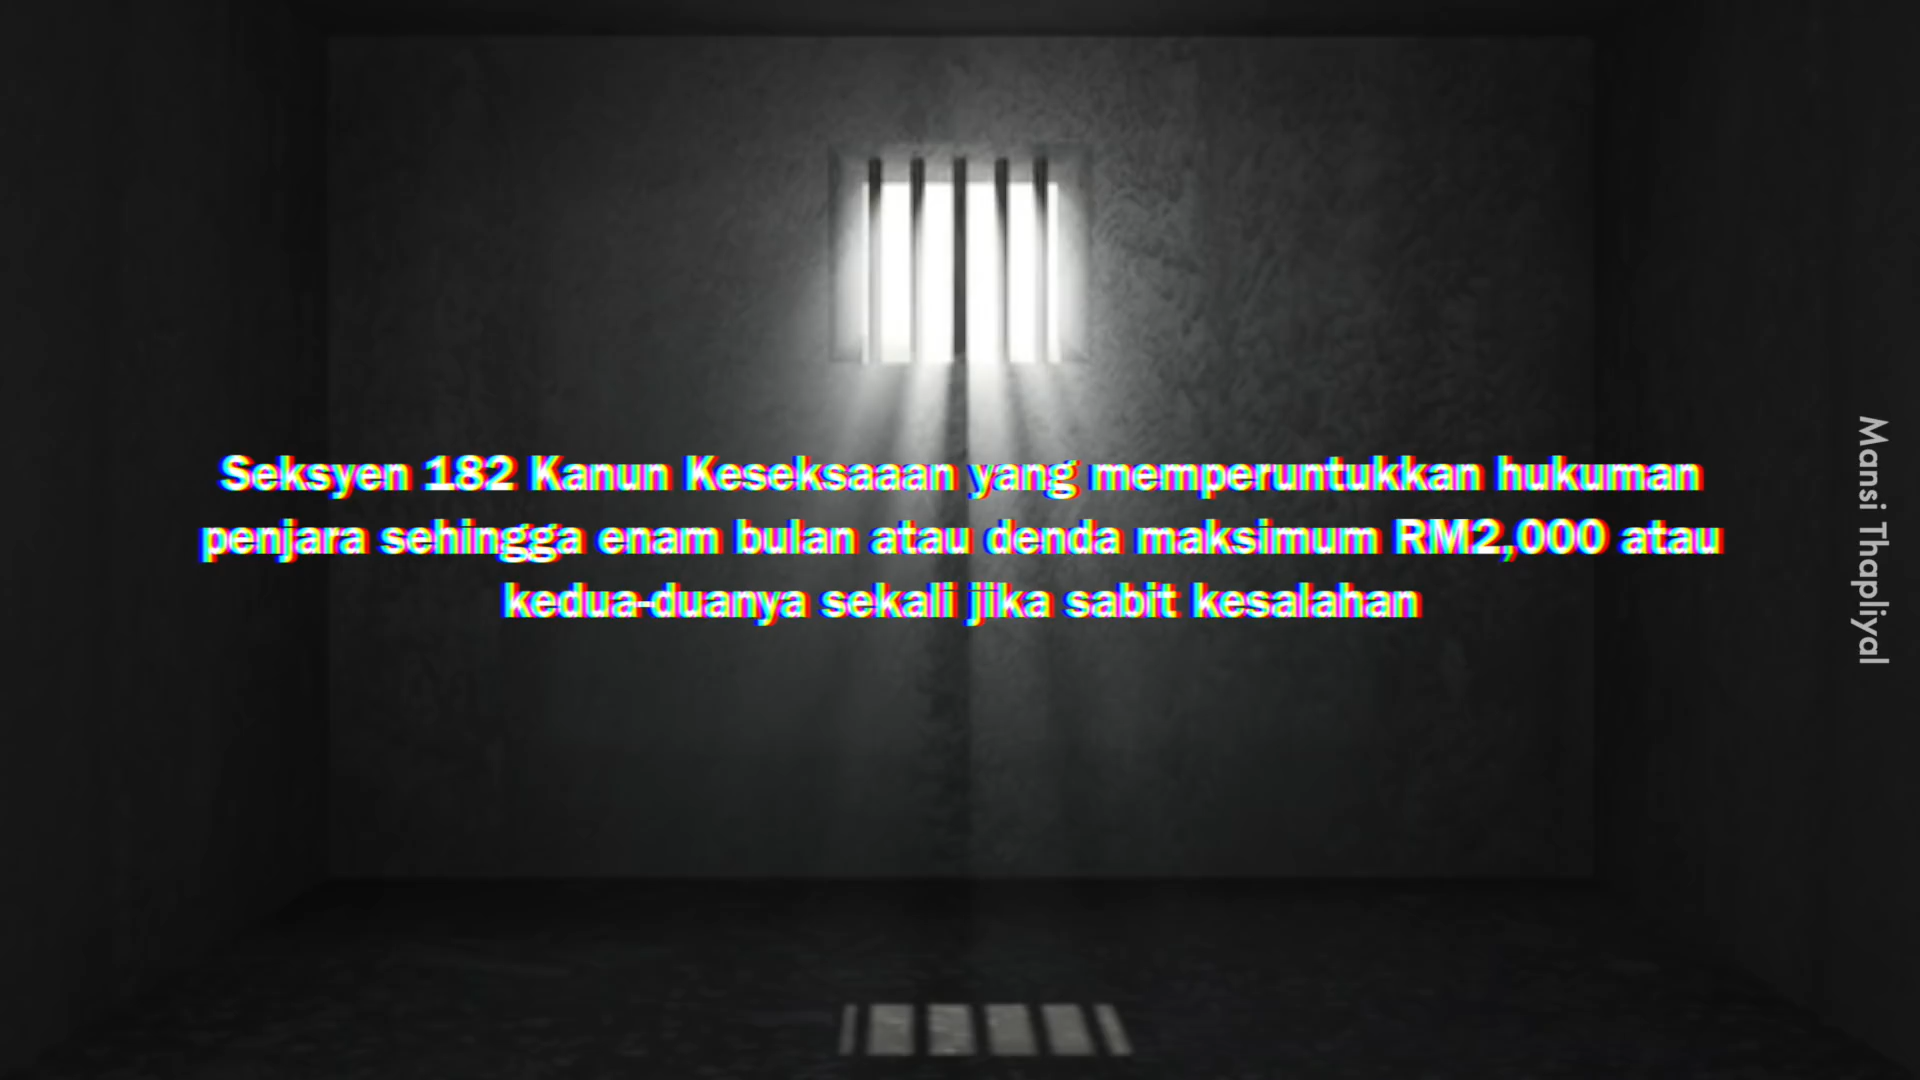 Seksyen 182 Kanun Keseksaaan yang memperuntukkan hukuman
penjara sehingga enam bulan atau denda maksimum RM2,000 atau
kedua-duanya sekali jika sabit kesalahan
Mansi Thapliyal